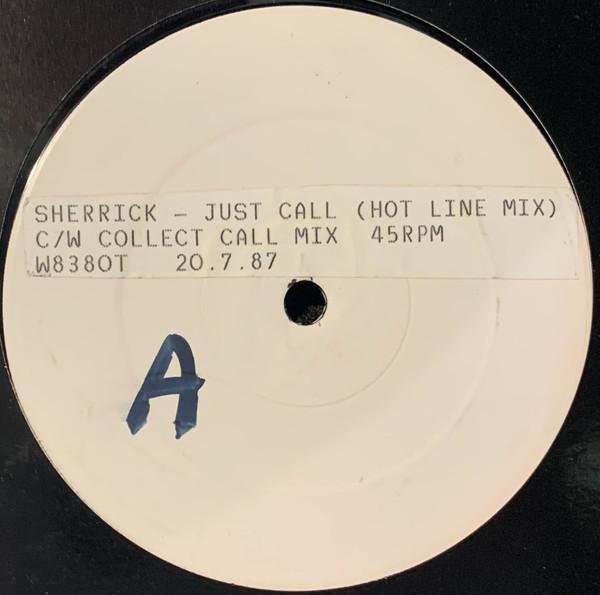 SHERRICK - JUST CALL (HOT LINE MIX)
C/W COLLECT CALL MIX 45RPM
W8380T 20.7.87
A